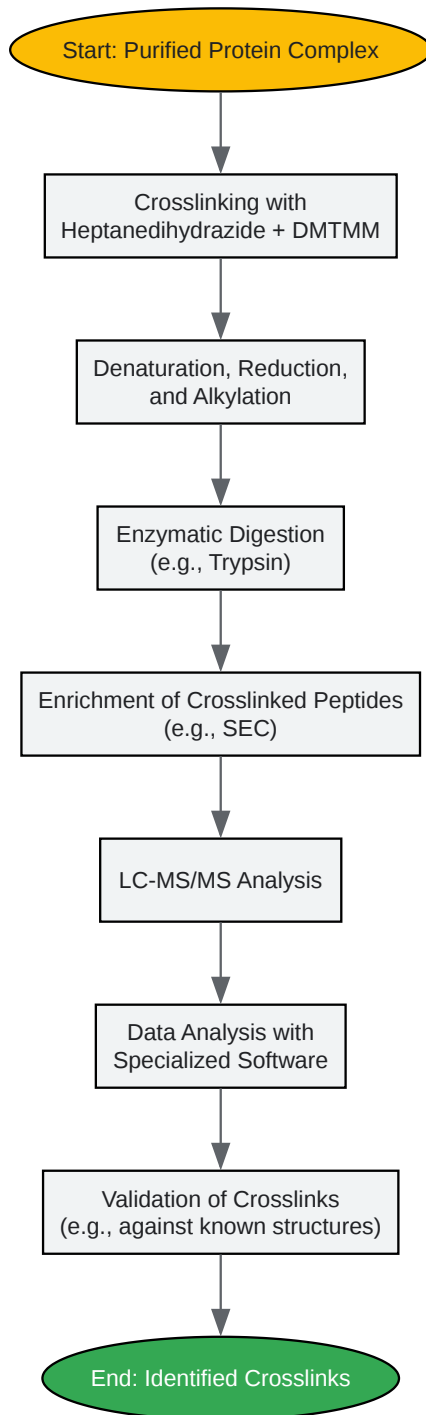 Start: Purified Protein Complex
Crosslinking with
Heptanedihydrazide + DMTMM
Denaturation, Reduction,
and Alkylation
Enzymatic Digestion
(e.g., Trypsin)
Enrichment of Crosslinked Peptides
(e.g., SEC)
LC-MS/MS Analysis
Data Analysis with
Specialized Software
Validation of Crosslinks
(e.g., against known structures)
End: Identified Crosslinks